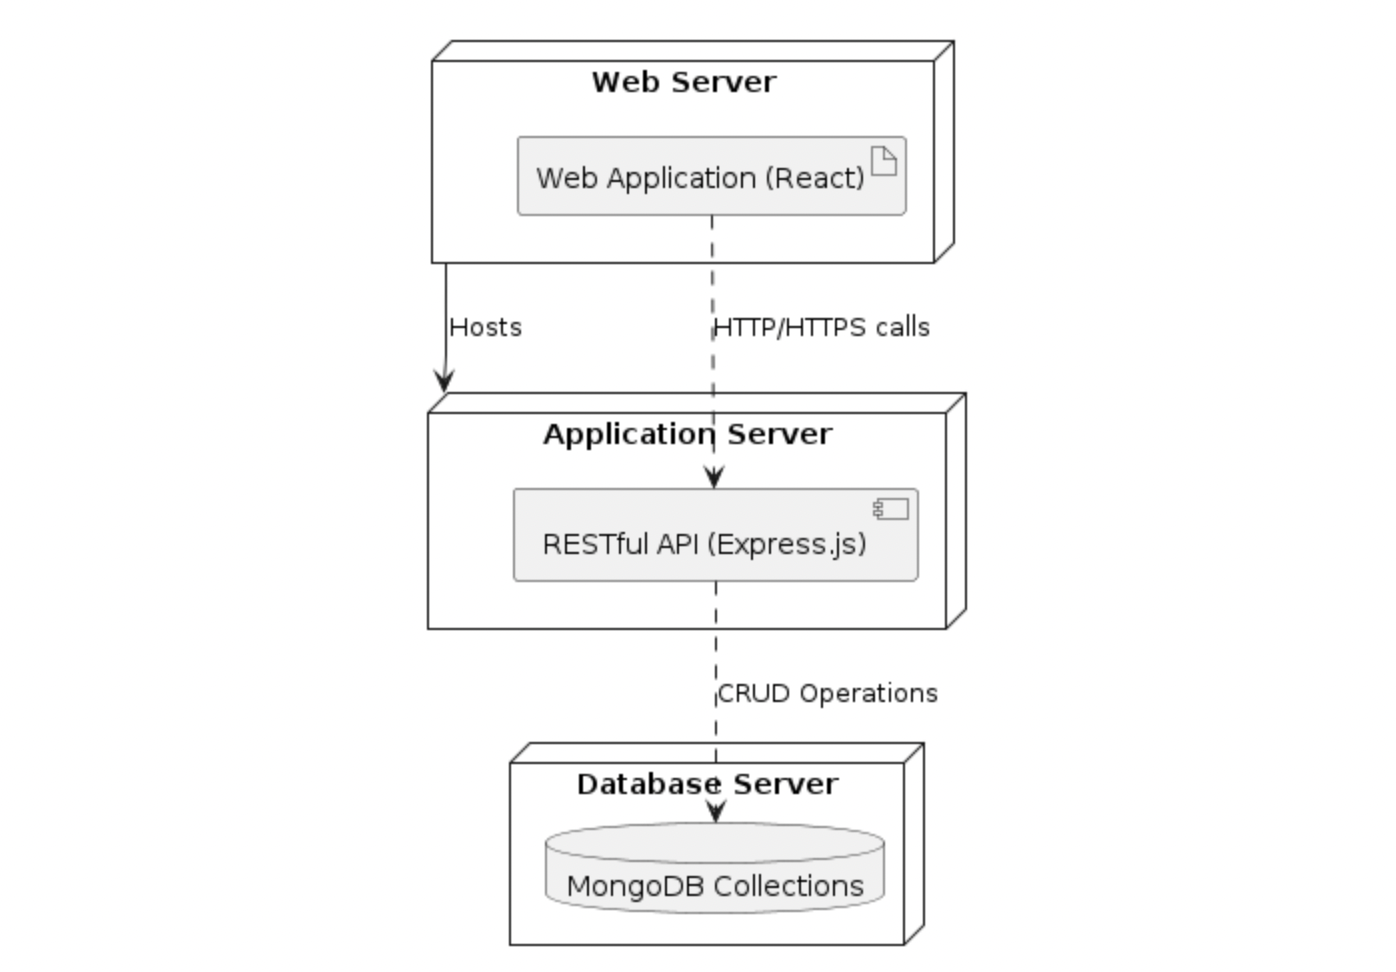 Web Server
Web Application (React)
Hosts
HTTP/HTTPS calls
Application Server
RESTful API (Express.js)
CRUD Operations
Database Server
MongoDB Collections